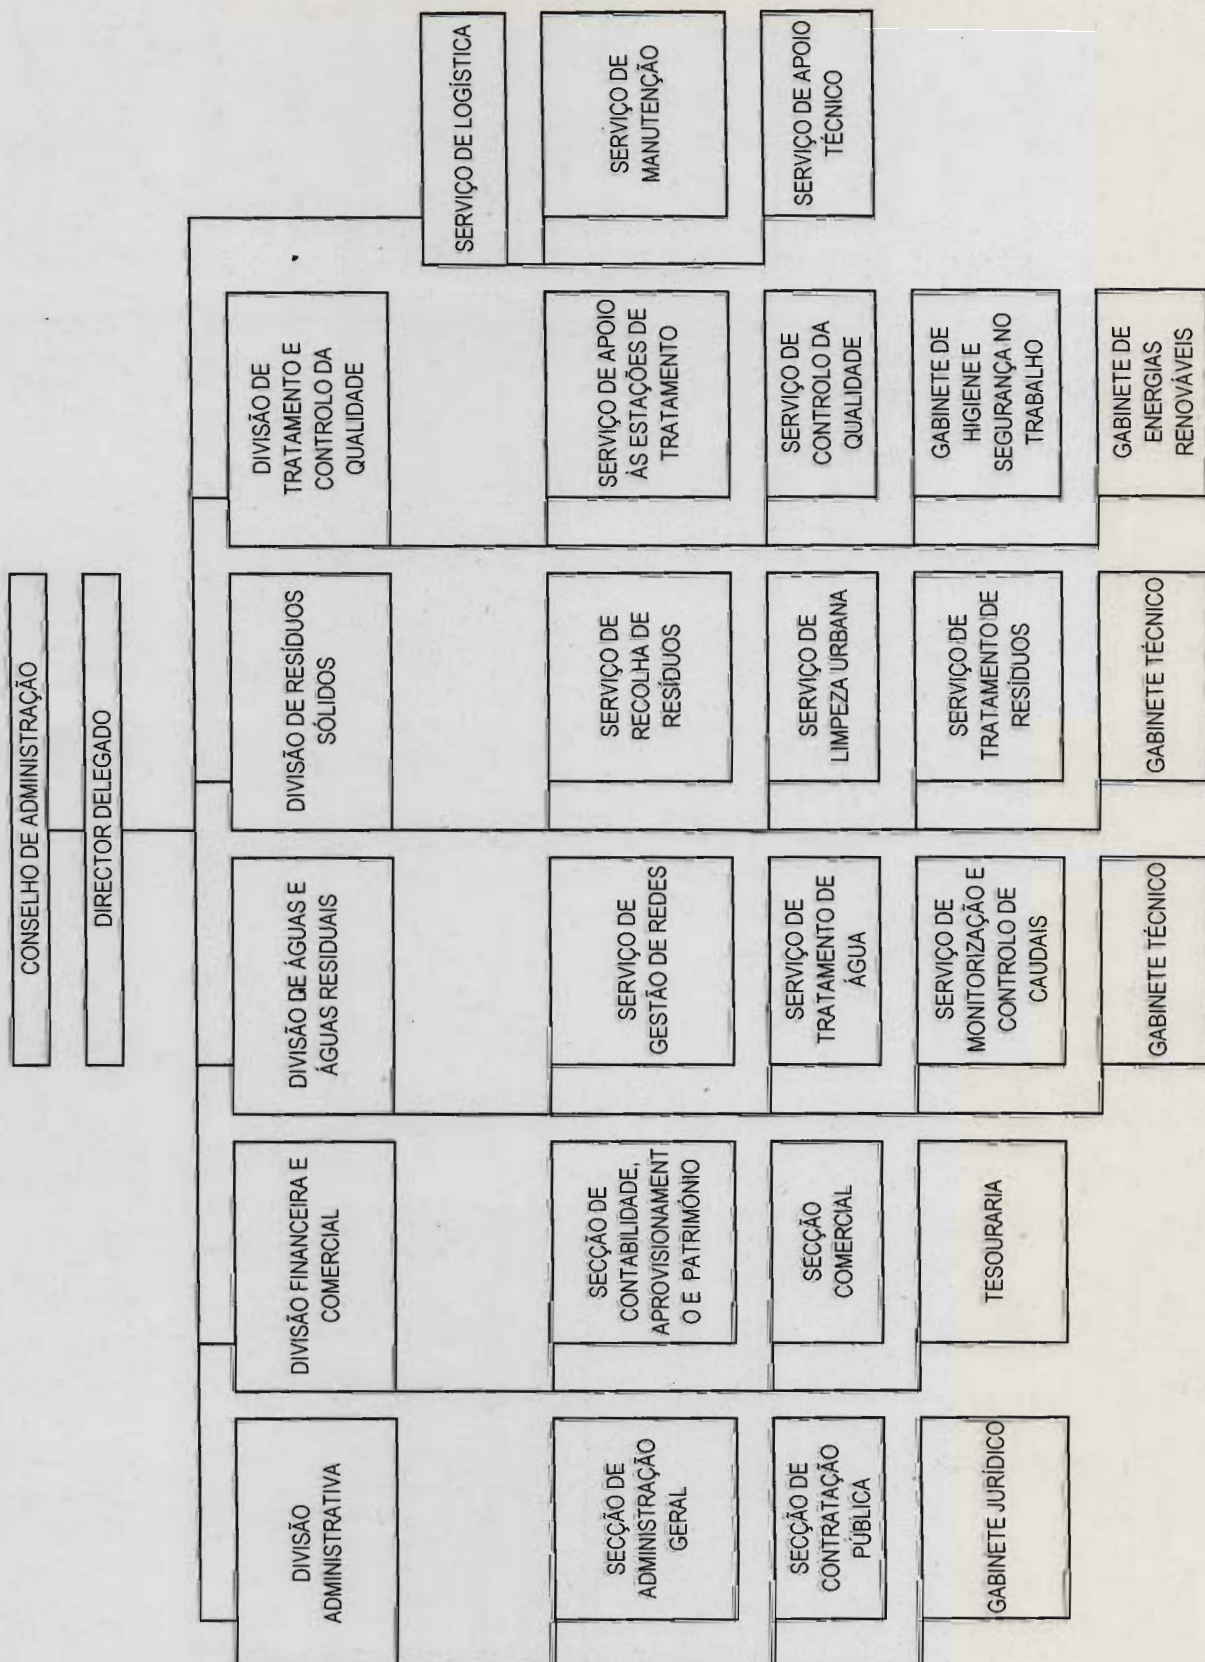 CONSELHO DE ADMINISTRAÇÃO
DIRECTOR DELEGADO
DIVISÃO
ADMINISTRATIVA
SECÇÃO DE
ADMINISTRAÇÃO
GERAL
SECÇÃO DE
CONTRATAÇÃO
PÚBLICA
GABINETE JURÍDICO
DIVISÃO FINANCEIRA E
COMERCIAL
SECÇÃO DE
CONTABILIDADE,
APROVISIONAMENT
O E PATRIMÓNIO
SECÇÃO
COMERCIAL
TESOURARIA
DIVISÃO DE ÁGUAS E
ÁGUAS RESIDUAIS
SERVIÇO DE
GESTÃO DE REDES
SERVIÇO DE
TRATAMENTO DE
ÁGUA
SERVIÇO DE
MONITORIZAÇÃO E
CONTROLO DE
CAUDAIS
GABINETE TÉCNICO
DIVISÃO DE RESÍDUOS
SÓLIDOS
SERVIÇO DE
RECOLHA DE
RESÍDUOS
SERVIÇO DE
LIMPEZA URBANA
SERVIÇO DE
TRATAMENTO DE
RESÍDUOS
GABINETE TÉCNICO
DIVISÃO DE
TRATAMENTO E
CONTROLO DA
QUALIDADE
SERVIÇO DE APOIO
ÀS ESTAÇÕES DE
TRATAMENTO
SERVIÇO DE
CONTROLO DA
QUALIDADE
GABINETE DE
HIGIENE E
SEGURANÇA NO
TRABALHO
GABINETE DE
ENERGIAS
RENOVÁVEIS
SERVIÇO DE LOGÍSTICA
SERVIÇO DE
MANUTENÇÃO
SERVIÇO DE APOIO
TÉCNICO